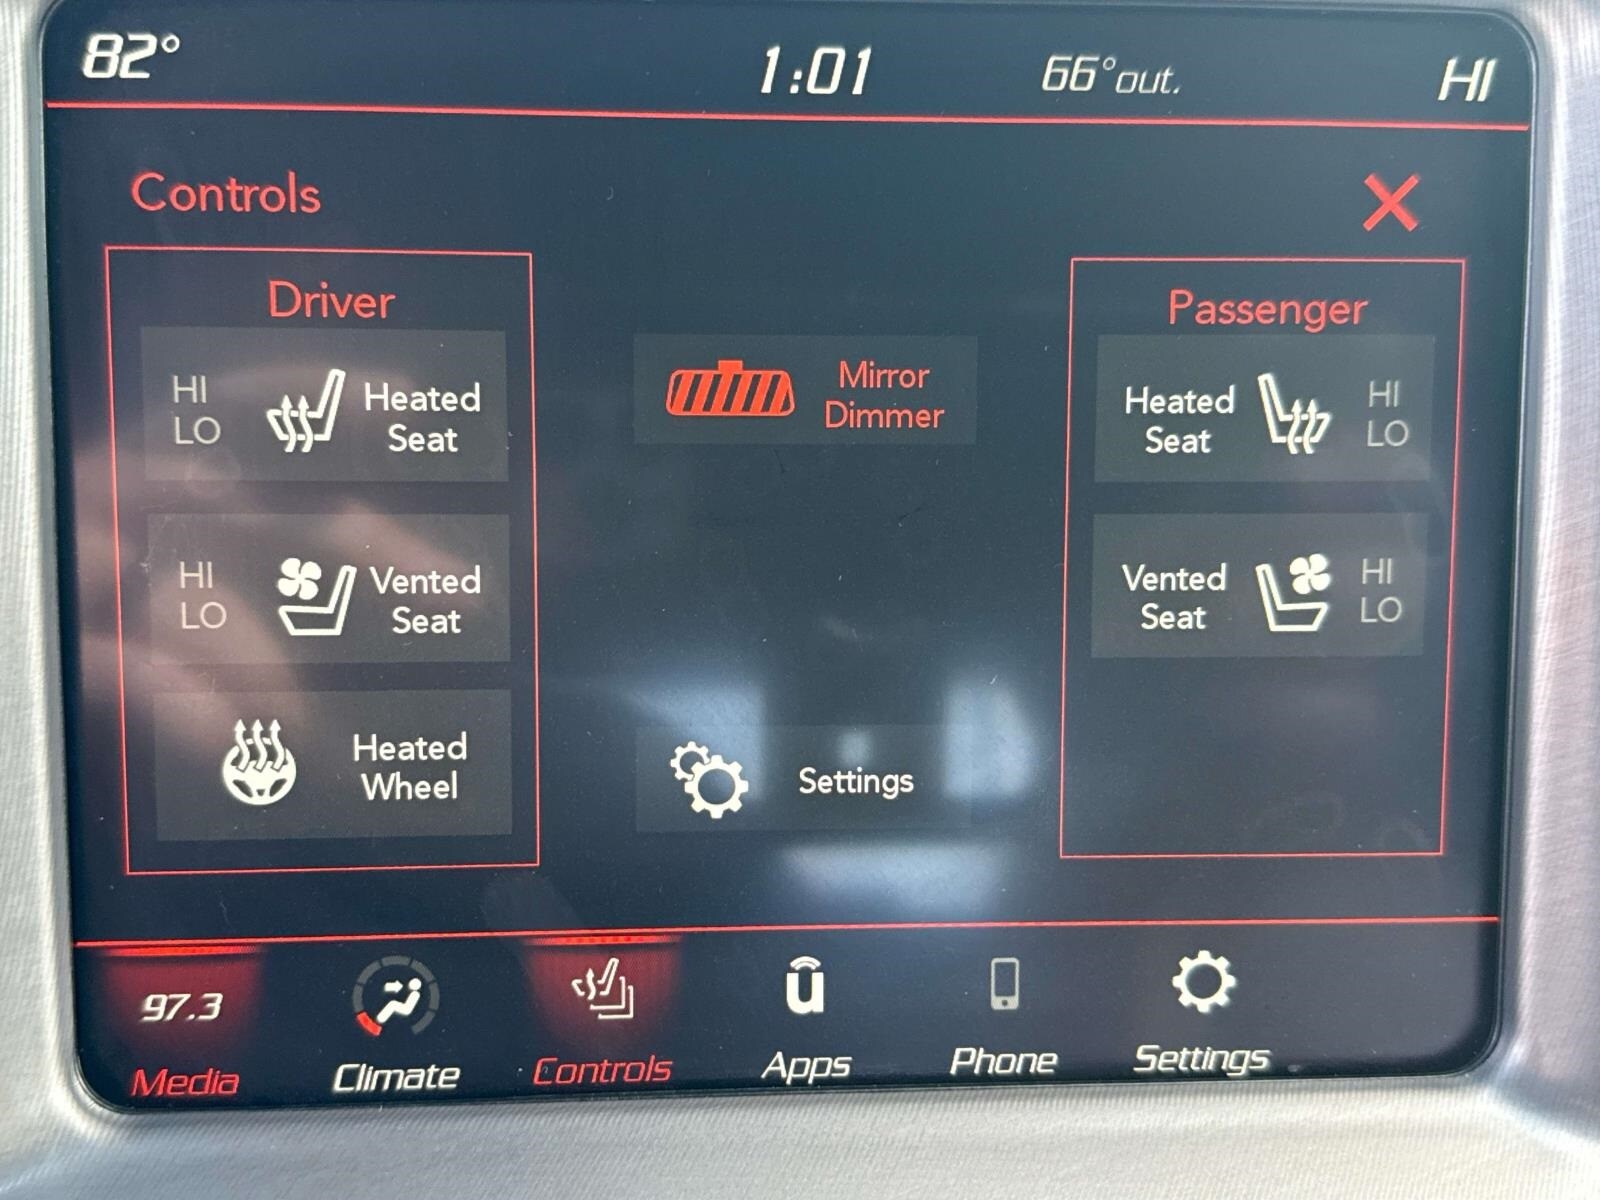 82°
1:01
66° out.
HI
Controls
Driver
HI
LO
Heated
Seat
HI
LO
Vented
Seat
Heated
Wheel
Mirror
Dimmer
Settings
Passenger
Heated
Seat
HI
LO
Vented
Seat
HI
LO
97.3
Media
Climate
Controls
u
Apps
Phone
Settings